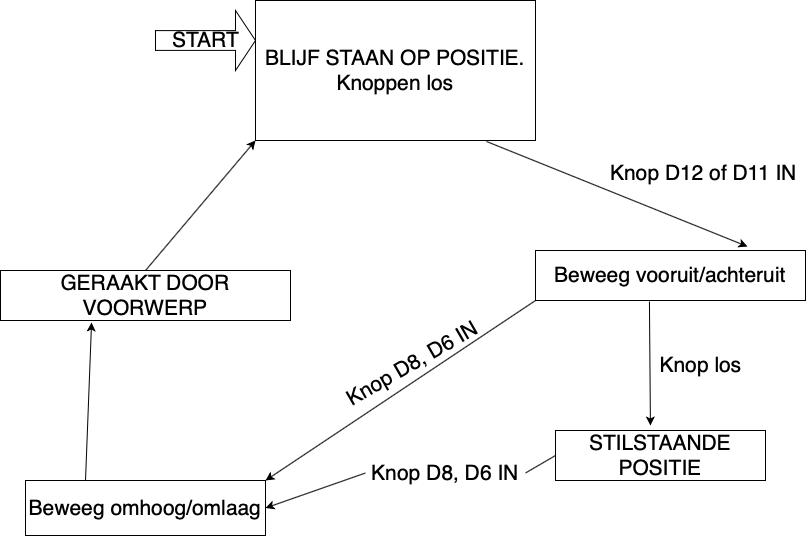 START
BLIJF STAAN OP POSITIE.
Knoppen los
Knop D12 of D11 IN
GERAAKT DOOR
VOORWERP
Beweeg vooruit/achteruit
Knop D8, D6 IN
Knop los
STILSTAANDE
POSITIE
Knop D8, D6 IN
Beweeg omhoog/omlaag